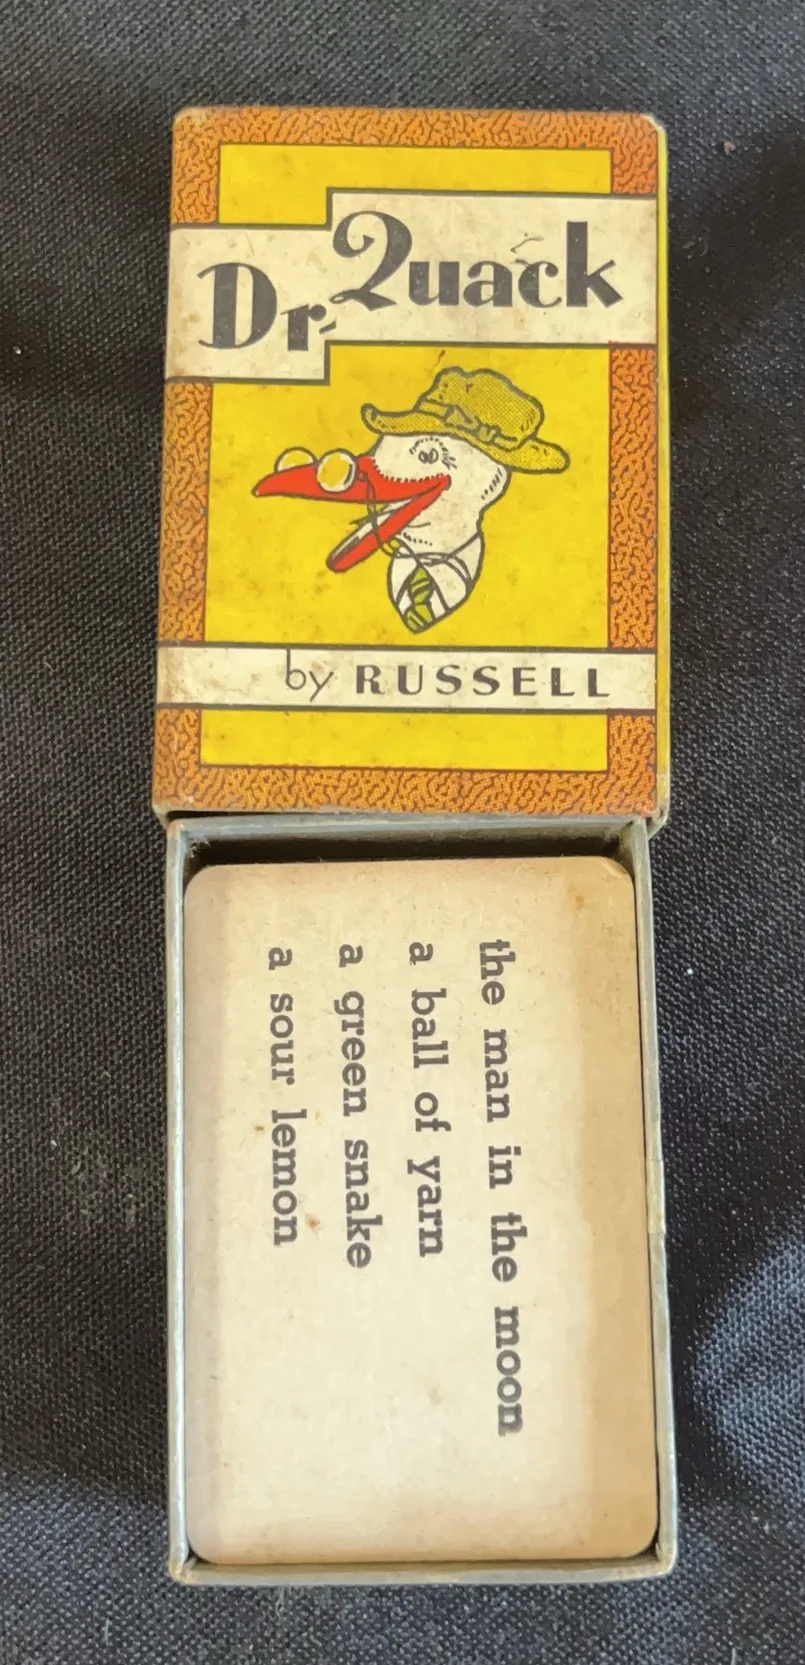 Dr. Quack
by RUSSELL
the man in the moon
a ball of yarn
a green snake
a sour lemon